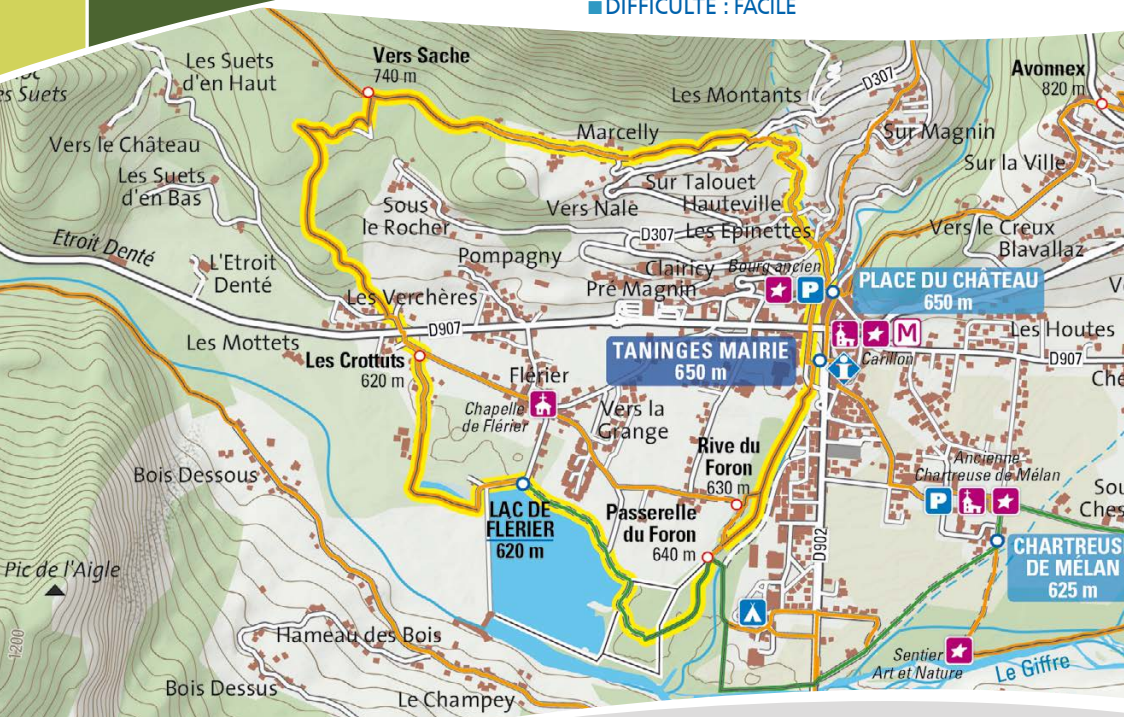 ■ DIFFICULTÉ : FACILE
Vers Sache
740 m
Les Suets
d'en Haut
es Suets
Les Montants
D307
Avonnex
820 m
Vers le Château
Marcelly
Sur Magnin
Les Suets
d'en Bas
Sur la Ville
Sur Talouet
Hauteville
Sous
le Rocher
Vers Nale
D307
Les Epinettes
Vers le Creux
Blavallaz
Etroit Denté
L'Etroit
Denté
Pompagny
Clairicy
Bourg ancien
P
Pré Magnin
PLACE DU CHÂTEAU
650 m
Les Verchères
D907
M
Les Houtes
Les Mottets
Les Crottuts
620 m
TANINGES MAIRIE
650 m
i
Carillon
D907
Flérier
Chapelle
de Flérier
Vers la
Grange
Rive du
Foron
630 m
Bois Dessous
Ancienne
Chartreuse de Mélan
P
LAC DE
FLÉRIER
620 m
Passerelle
du Foron
640 m
D902
CHARTREUS
DE MÉLAN
625 m
Pic de l'Aigle
1200
Hameau des Bois
Sentier
Art et Nature
Le Giffre
Bois Dessus
Le Champey